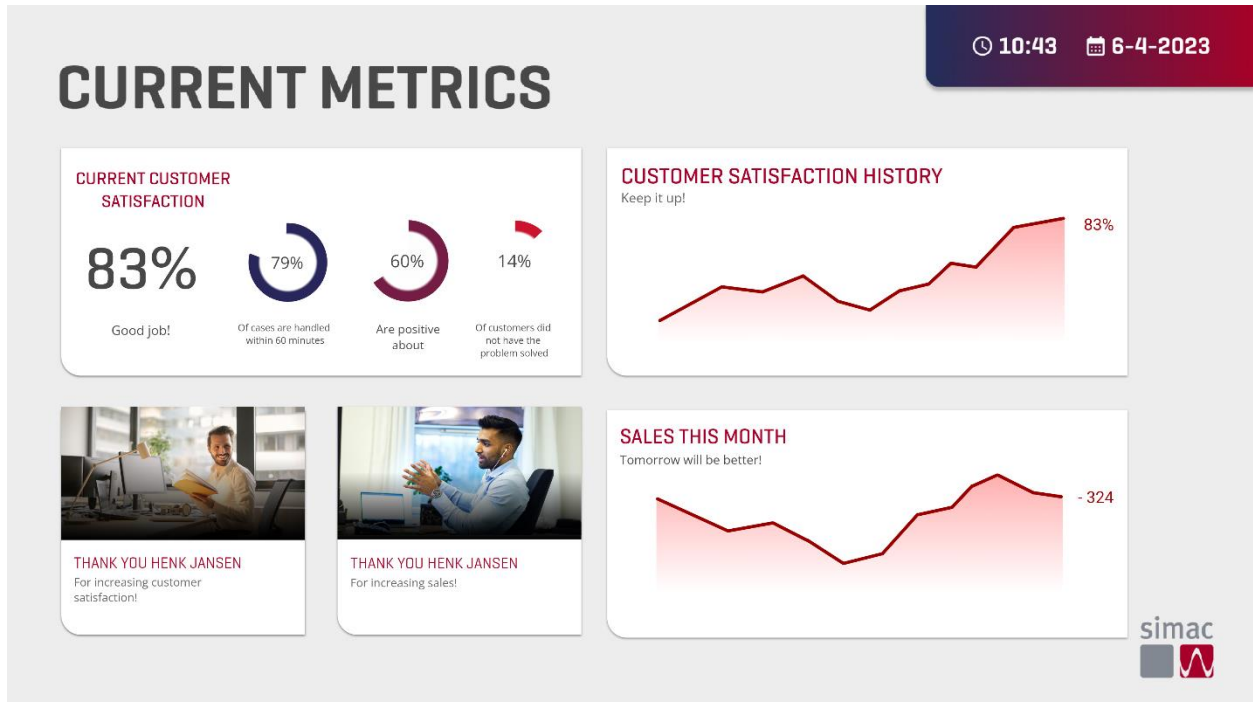 10:43 6-4-2023
CURRENT METRICS
CURRENT CUSTOMER
SATISFACTION
83%
Good job!
79%
Of cases are handled
within 60 minutes
60%
Are positive
about
14%
Of customers did
not have the
problem solved
CUSTOMER SATISFACTION HISTORY
Keep it up!
83%
THANK YOU HENK JANSEN
For increasing customer
satisfaction!
THANK YOU HENK JANSEN
For increasing sales!
SALES THIS MONTH
Tomorrow will be better!
- 324
simac